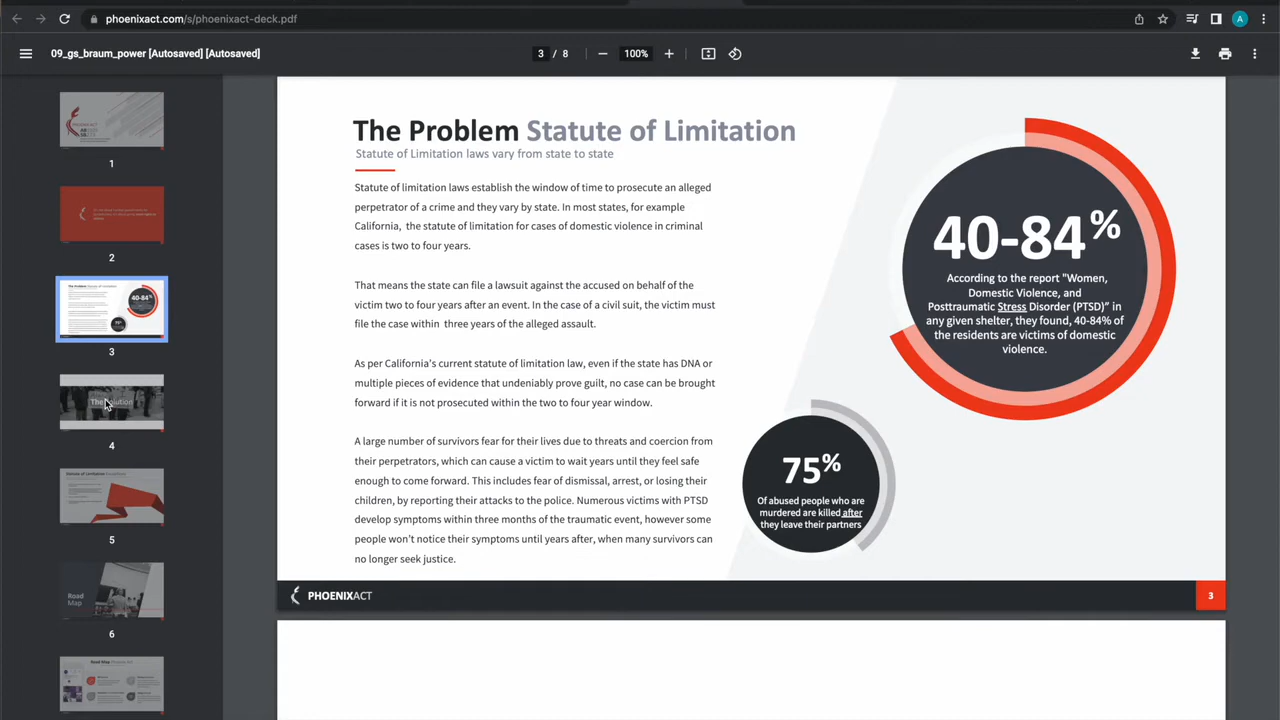 phoenixact.com/s/phoenixact-deck.pdf
A
09_gs_braum_power [Autosaved] [Autosaved]
3 / 8
100%
1
2
3
The Solution
4
5
Road
Map
6
Road Map
The Problem Statute of Limitation
Statute of Limitation laws vary from state to state
Statute of limitation laws establish the window of time to prosecute an alleged
perpetrator of a crime and they vary by state. In most states, for example
California, the statute of limitation for cases of domestic violence in criminal
cases is two to four years.
That means the state can file a lawsuit against the accused on behalf of the
victim two to four years after an event. In the case of a civil suit, the victim must
file the case within three years of the alleged assault.
As per California's current statute of limitation law, even if the state has DNA or
multiple pieces of evidence that undeniably prove guilt, no case can be brought
forward if it is not prosecuted within the two to four year window.
A large number of survivors fear for their lives due to threats and coercion from
their perpetrators, which can cause a victim to wait years until they feel safe
enough to come forward. This includes fear of dismissal, arrest, or losing their
children, by reporting their attacks to the police. Numerous victims with PTSD
develop symptoms within three months of the traumatic event, however some
people won't notice their symptoms until years after, when many survivors can
no longer seek justice.
40-84%
According to the report "Women,
Domestic Violence, and
Posttraumatic Stress Disorder (PTSD)" in
any given shelter, they found, 40-84% of
the residents are victims of domestic
violence.
75%
Of abused people who are
murdered are killed after
they leave their partners
PHOENIXACT
3